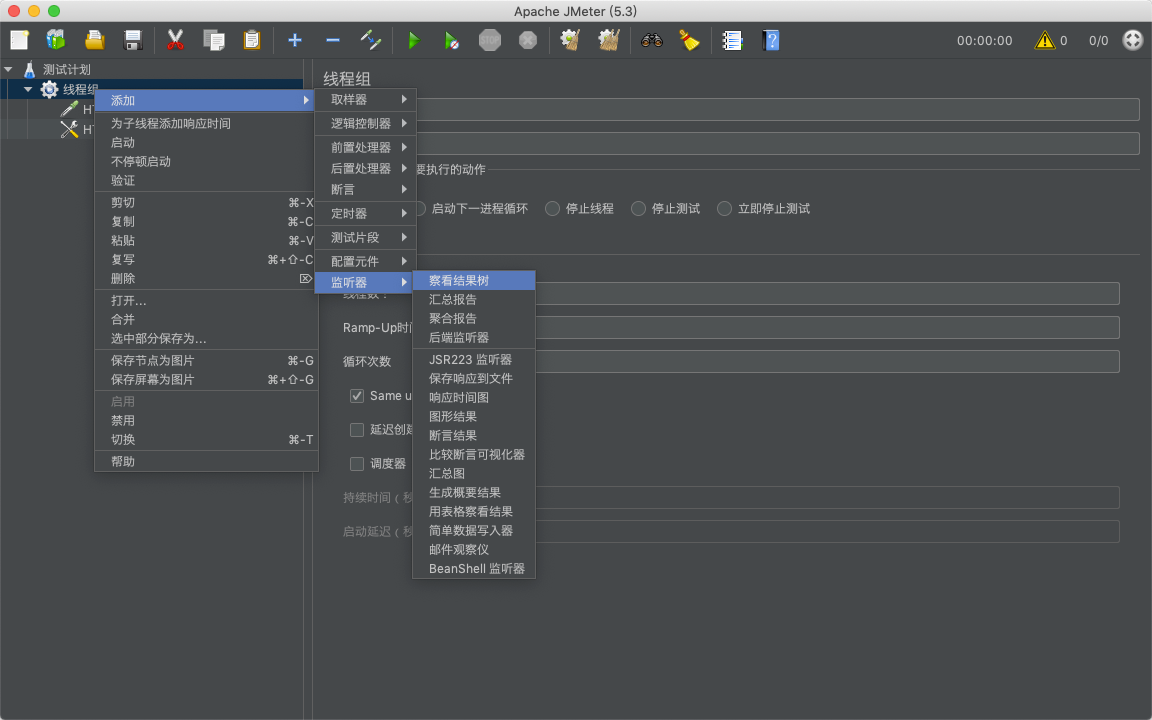 Apache JMeter (5.3)
STOP
00:00:00
0
0/0
测试计划
线程组
添加
为子线程添加响应时间
启动
不停顿启动
验证
剪切 ⌘-X
复制 ⌘-C
粘贴 ⌘-V
复写 ⌘+⇧-C
删除 ⌦
打开...
合并
选中部分保存为...
保存节点为图片 ⌘-G
保存屏幕为图片 ⌘+⇧-G
启用
禁用
切换 ⌘-T
帮助
取样器
逻辑控制器
前置处理器
后置处理器
断言
定时器
测试片段
配置元件
监听器
察看结果树
汇总报告
聚合报告
后端监听器
JSR223 监听器
保存响应到文件
响应时间图
图形结果
断言结果
比较断言可视化器
汇总图
生成概要结果
用表格察看结果
简单数据写入器
邮件观察仪
BeanShell 监听器
线程组
要执行的动作
启动下一进程循环
停止线程
停止测试
立即停止测试
线程数：
Ramp-Up时
循环次数
Same u
延迟创建
调度器
持续时间（秒
启动延迟（秒